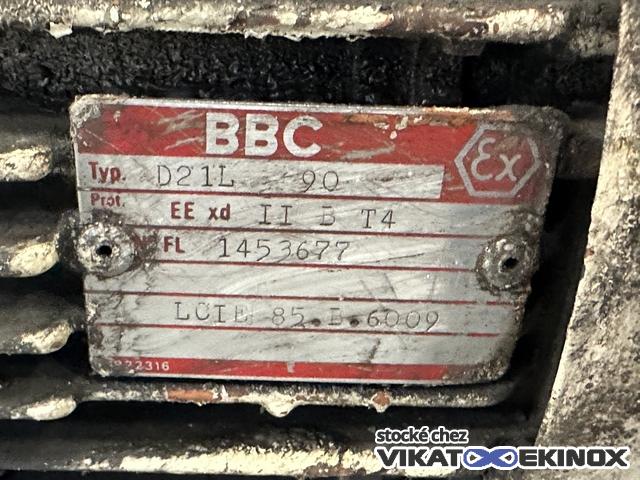 BBC
Ex
Typ. D21L 90
Prot. EE xd II B T4
FL 1453677
LCIE 85.B.6009
22316
stocké chez
VIKAT EKINOX